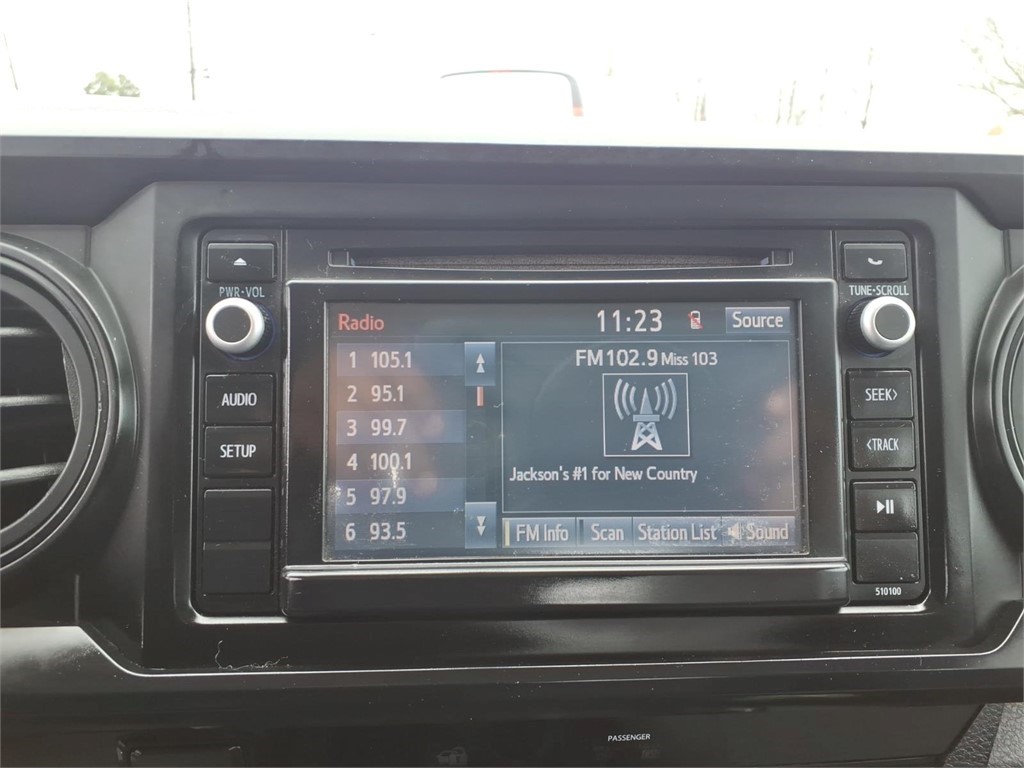 PWR·VOL
AUDIO
SETUP
Radio
11:23
Source
1 105.1
2 95.1
3 99.7
4 100.1
5 97.9
6 93.5
FM102.9 Miss 103
Jackson's #1 for New Country
FM Info
Scan
Station List
Sound
TUNE·SCROLL
SEEK>
<TRACK
510100
PASSENGER